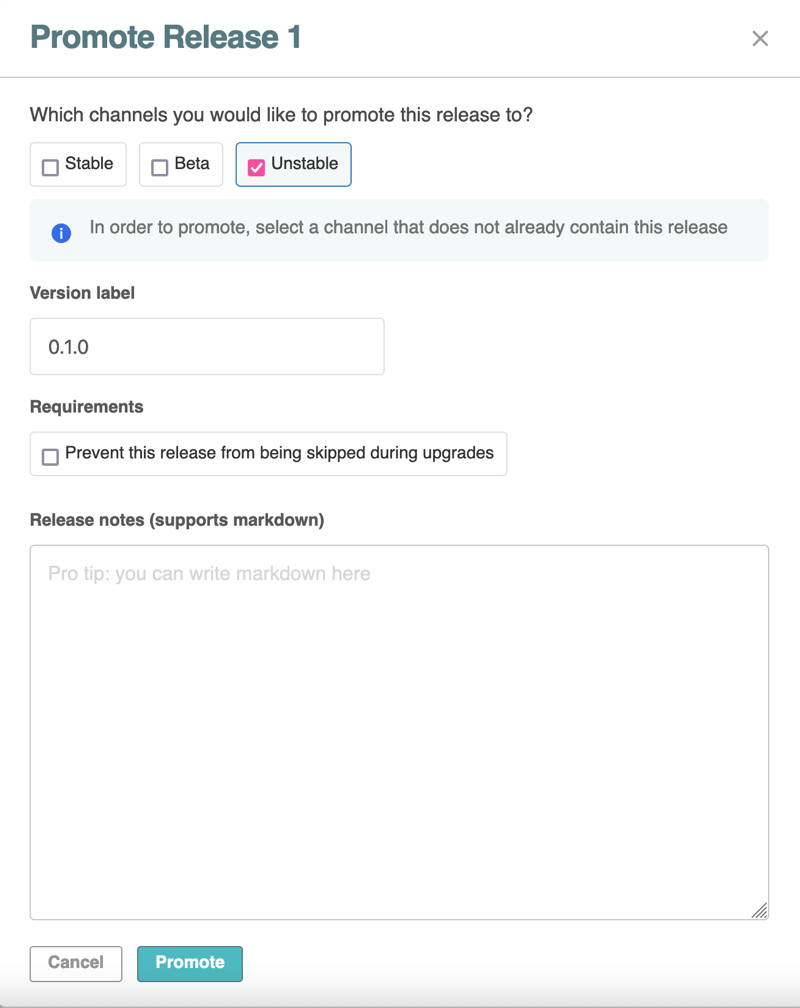 Promote Release 1
Which channels you would like to promote this release to?
Stable Beta Unstable
In order to promote, select a channel that does not already contain this release
Version label
0.1.0
Requirements
Prevent this release from being skipped during upgrades
Release notes (supports markdown)
Pro tip: you can write markdown here
Cancel Promote